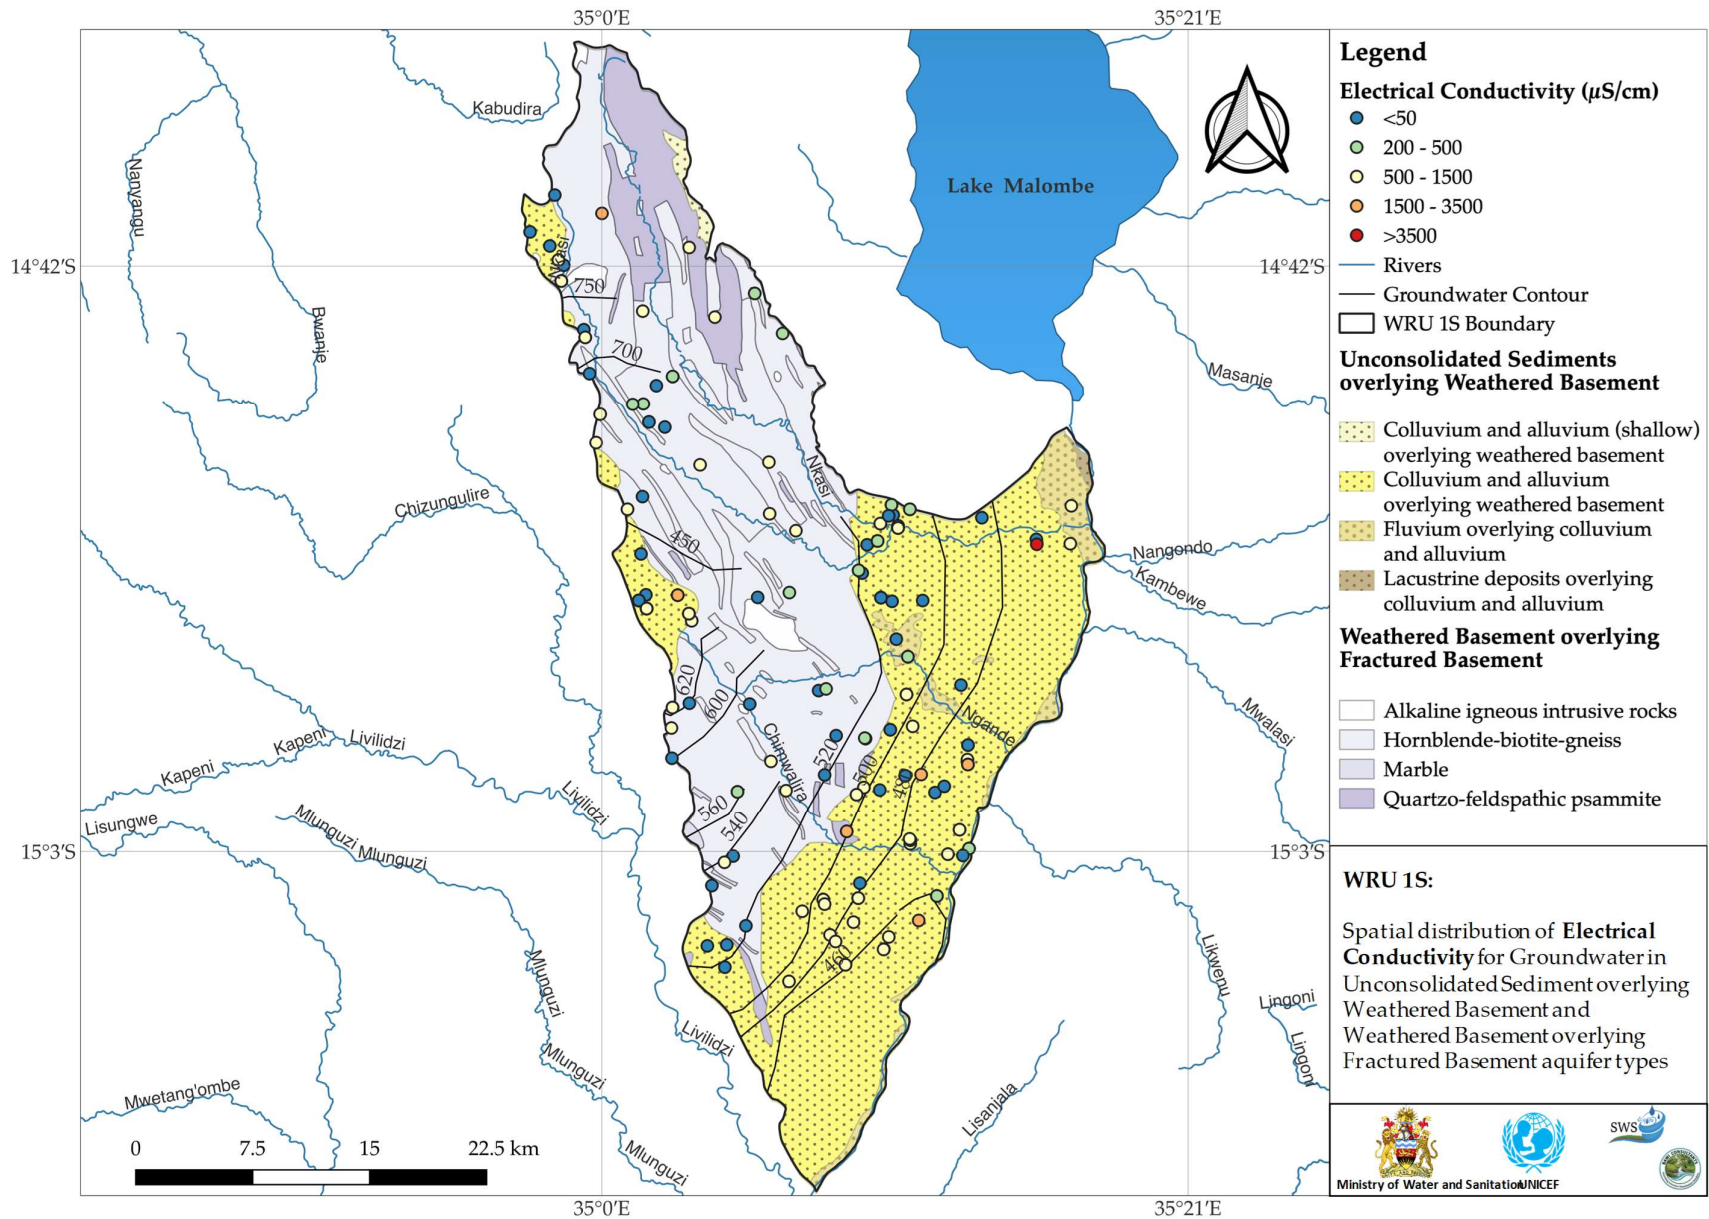 35°0'E
35°21'E
Kabudira
Nanyangu
Lake Malombe
Nkasi
14°42'S
14°42'S
750
Bwanje
700
Masanje
Nkasi
Chizungulire
450
Nangondo
Kambewe
620
600
Ngande
Mwalasi
Chimwalira
520
500
480
Kapeni
Livilidzi
Kapeni
Livilidzi
560
540
Lisungwe
Mlunguzi
Mlunguzi
15°3'S
15°3'S
460
Mlunguzi
Likwenu
Lingoni
Lingoni
Livilidzi
Mlunguzi
Lisanjala
Mwetang'ombe
Mlunguzi
0 7.5 15 22.5 km
35°0'E
35°21'E
Legend
Electrical Conductivity (µS/cm)
<50
200 - 500
500 - 1500
1500 - 3500
>3500
Rivers
Groundwater Contour
WRU 1S Boundary
Unconsolidated Sediments
overlying Weathered Basement
Colluvium and alluvium (shallow)
overlying weathered basement
Colluvium and alluvium
overlying weathered basement
Fluvium overlying colluvium
and alluvium
Lacustrine deposits overlying
colluvium and alluvium
Weathered Basement overlying
Fractured Basement
Alkaline igneous intrusive rocks
Hornblende-biotite-gneiss
Marble
Quartzo-feldspathic psammite
WRU 1S:
Spatial distribution of Electrical
Conductivity for Groundwater in
Unconsolidated Sediment overlying
Weathered Basement and
Weathered Basement overlying
Fractured Basement aquifer types
SWS
Ministry of Water and Sanitation
UNICEF